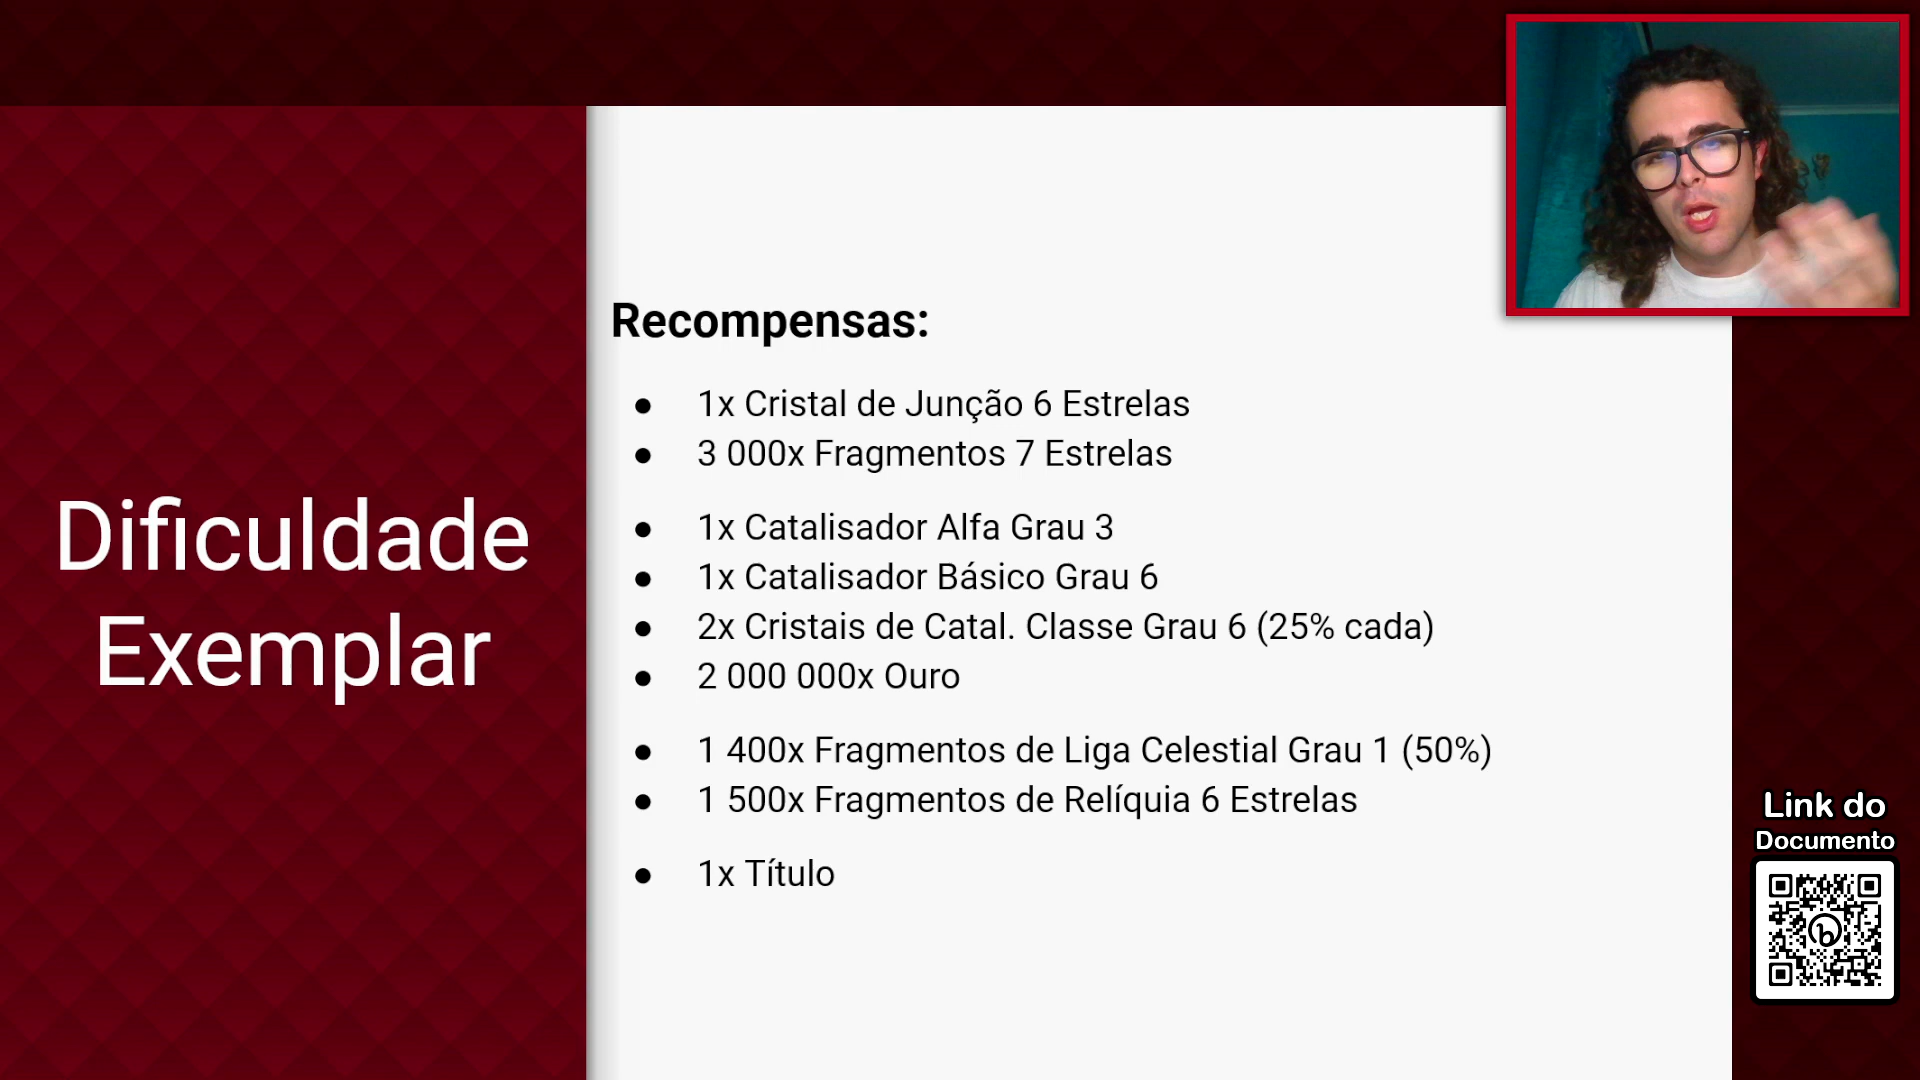 Dificuldade
Exemplar
Recompensas:
● 1x Cristal de Junção 6 Estrelas
● 3 000x Fragmentos 7 Estrelas
● 1x Catalisador Alfa Grau 3
● 1x Catalisador Básico Grau 6
● 2x Cristais de Catal. Classe Grau 6 (25% cada)
● 2 000 000x Ouro
● 1 400x Fragmentos de Liga Celestial Grau 1 (50%)
● 1 500x Fragmentos de Relíquia 6 Estrelas
● 1x Título
Link do
Documento
b